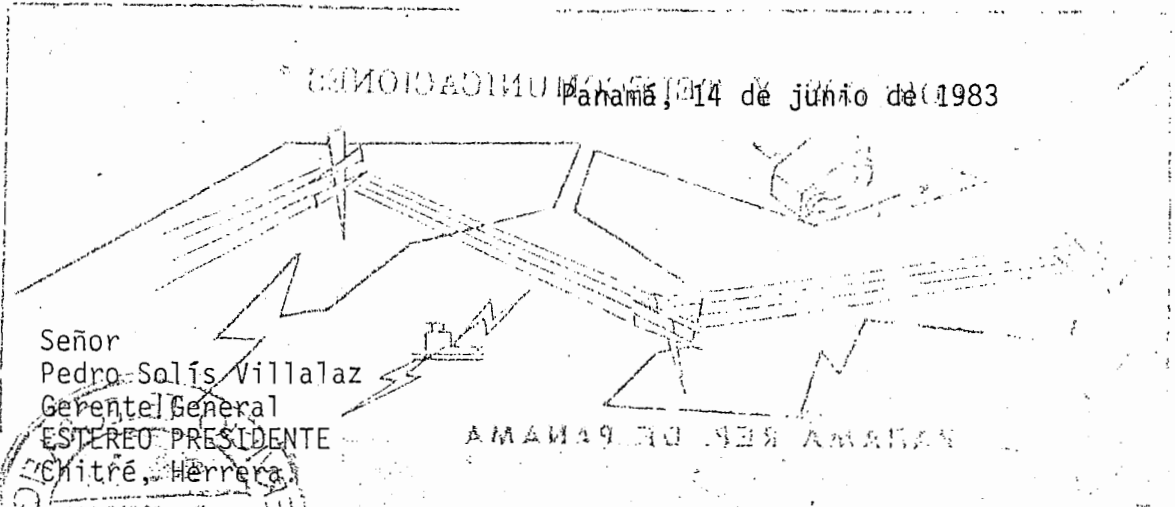 Panamá, 14 de junio de 1983
Señor
Pedro Solís Villalaz
Gerente General
ESTEREO PRESIDENTE
Chitré, Herrera.
PANAMA REP. DE PANAMA